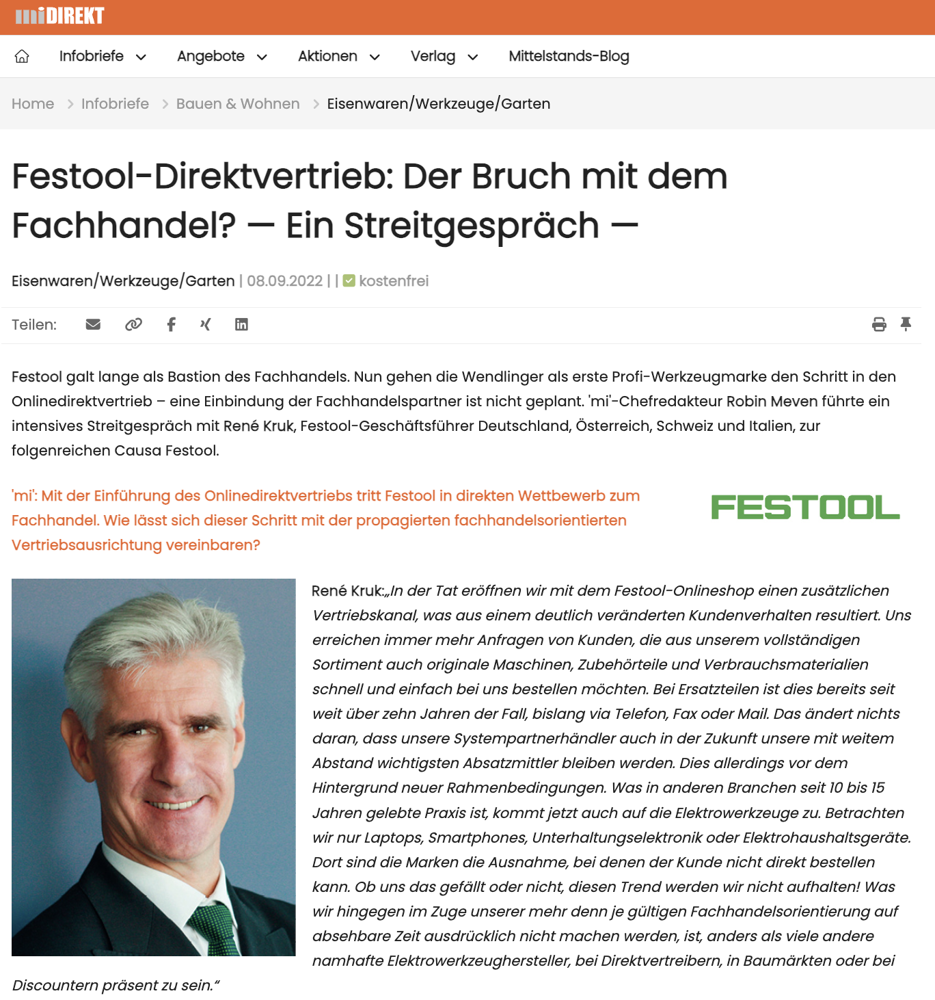 miDIREKT
Infobriefe Angebote Aktionen Verlag Mittelstands-Blog
Home Infobriefe Bauen & Wohnen Eisenwaren/Werkzeuge/Garten
Festool-Direktvertrieb: Der Bruch mit dem
Fachhandel? — Ein Streitgespräch —
Eisenwaren/Werkzeuge/Garten | 08.09.2022 | | kostenfrei
Teilen:
Festool galt lange als Bastion des Fachhandels. Nun gehen die Wendlinger als erste Profi-Werkzeugmarke den Schritt in den
Onlinedirektvertrieb – eine Einbindung der Fachhandelspartner ist nicht geplant. 'mi'-Chefredakteur Robin Meven führte ein
intensives Streitgespräch mit René Kruk, Festool-Geschäftsführer Deutschland, Österreich, Schweiz und Italien, zur
folgenreichen Causa Festool.
'mi': Mit der Einführung des Onlinedirektvertriebs tritt Festool in direkten Wettbewerb zum
Fachhandel. Wie lässt sich dieser Schritt mit der propagierten fachhandelsorientierten
Vertriebsausrichtung vereinbaren?
FESTOOL
René Kruk:„In der Tat eröffnen wir mit dem Festool-Onlineshop einen zusätzlichen
Vertriebskanal, was aus einem deutlich veränderten Kundenverhalten resultiert. Uns
erreichen immer mehr Anfragen von Kunden, die aus unserem vollständigen
Sortiment auch originale Maschinen, Zubehörteile und Verbrauchsmaterialien
schnell und einfach bei uns bestellen möchten. Bei Ersatzteilen ist dies bereits seit
weit über zehn Jahren der Fall, bislang via Telefon, Fax oder Mail. Das ändert nichts
daran, dass unsere Systempartnerhändler auch in der Zukunft unsere mit weitem
Abstand wichtigsten Absatzmittler bleiben werden. Dies allerdings vor dem
Hintergrund neuer Rahmenbedingungen. Was in anderen Branchen seit 10 bis 15
Jahren gelebte Praxis ist, kommt jetzt auch auf die Elektrowerkzeuge zu. Betrachten
wir nur Laptops, Smartphones, Unterhaltungselektronik oder Elektrohaushaltsgeräte.
Dort sind die Marken die Ausnahme, bei denen der Kunde nicht direkt bestellen
kann. Ob uns das gefällt oder nicht, diesen Trend werden wir nicht aufhalten! Was
wir hingegen im Zuge unserer mehr denn je gültigen Fachhandelsorientierung auf
absehbare Zeit ausdrücklich nicht machen werden, ist, anders als viele andere
namhafte Elektrowerkzeughersteller, bei Direktvertreibern, in Baumärkten oder bei
Discountern präsent zu sein.“